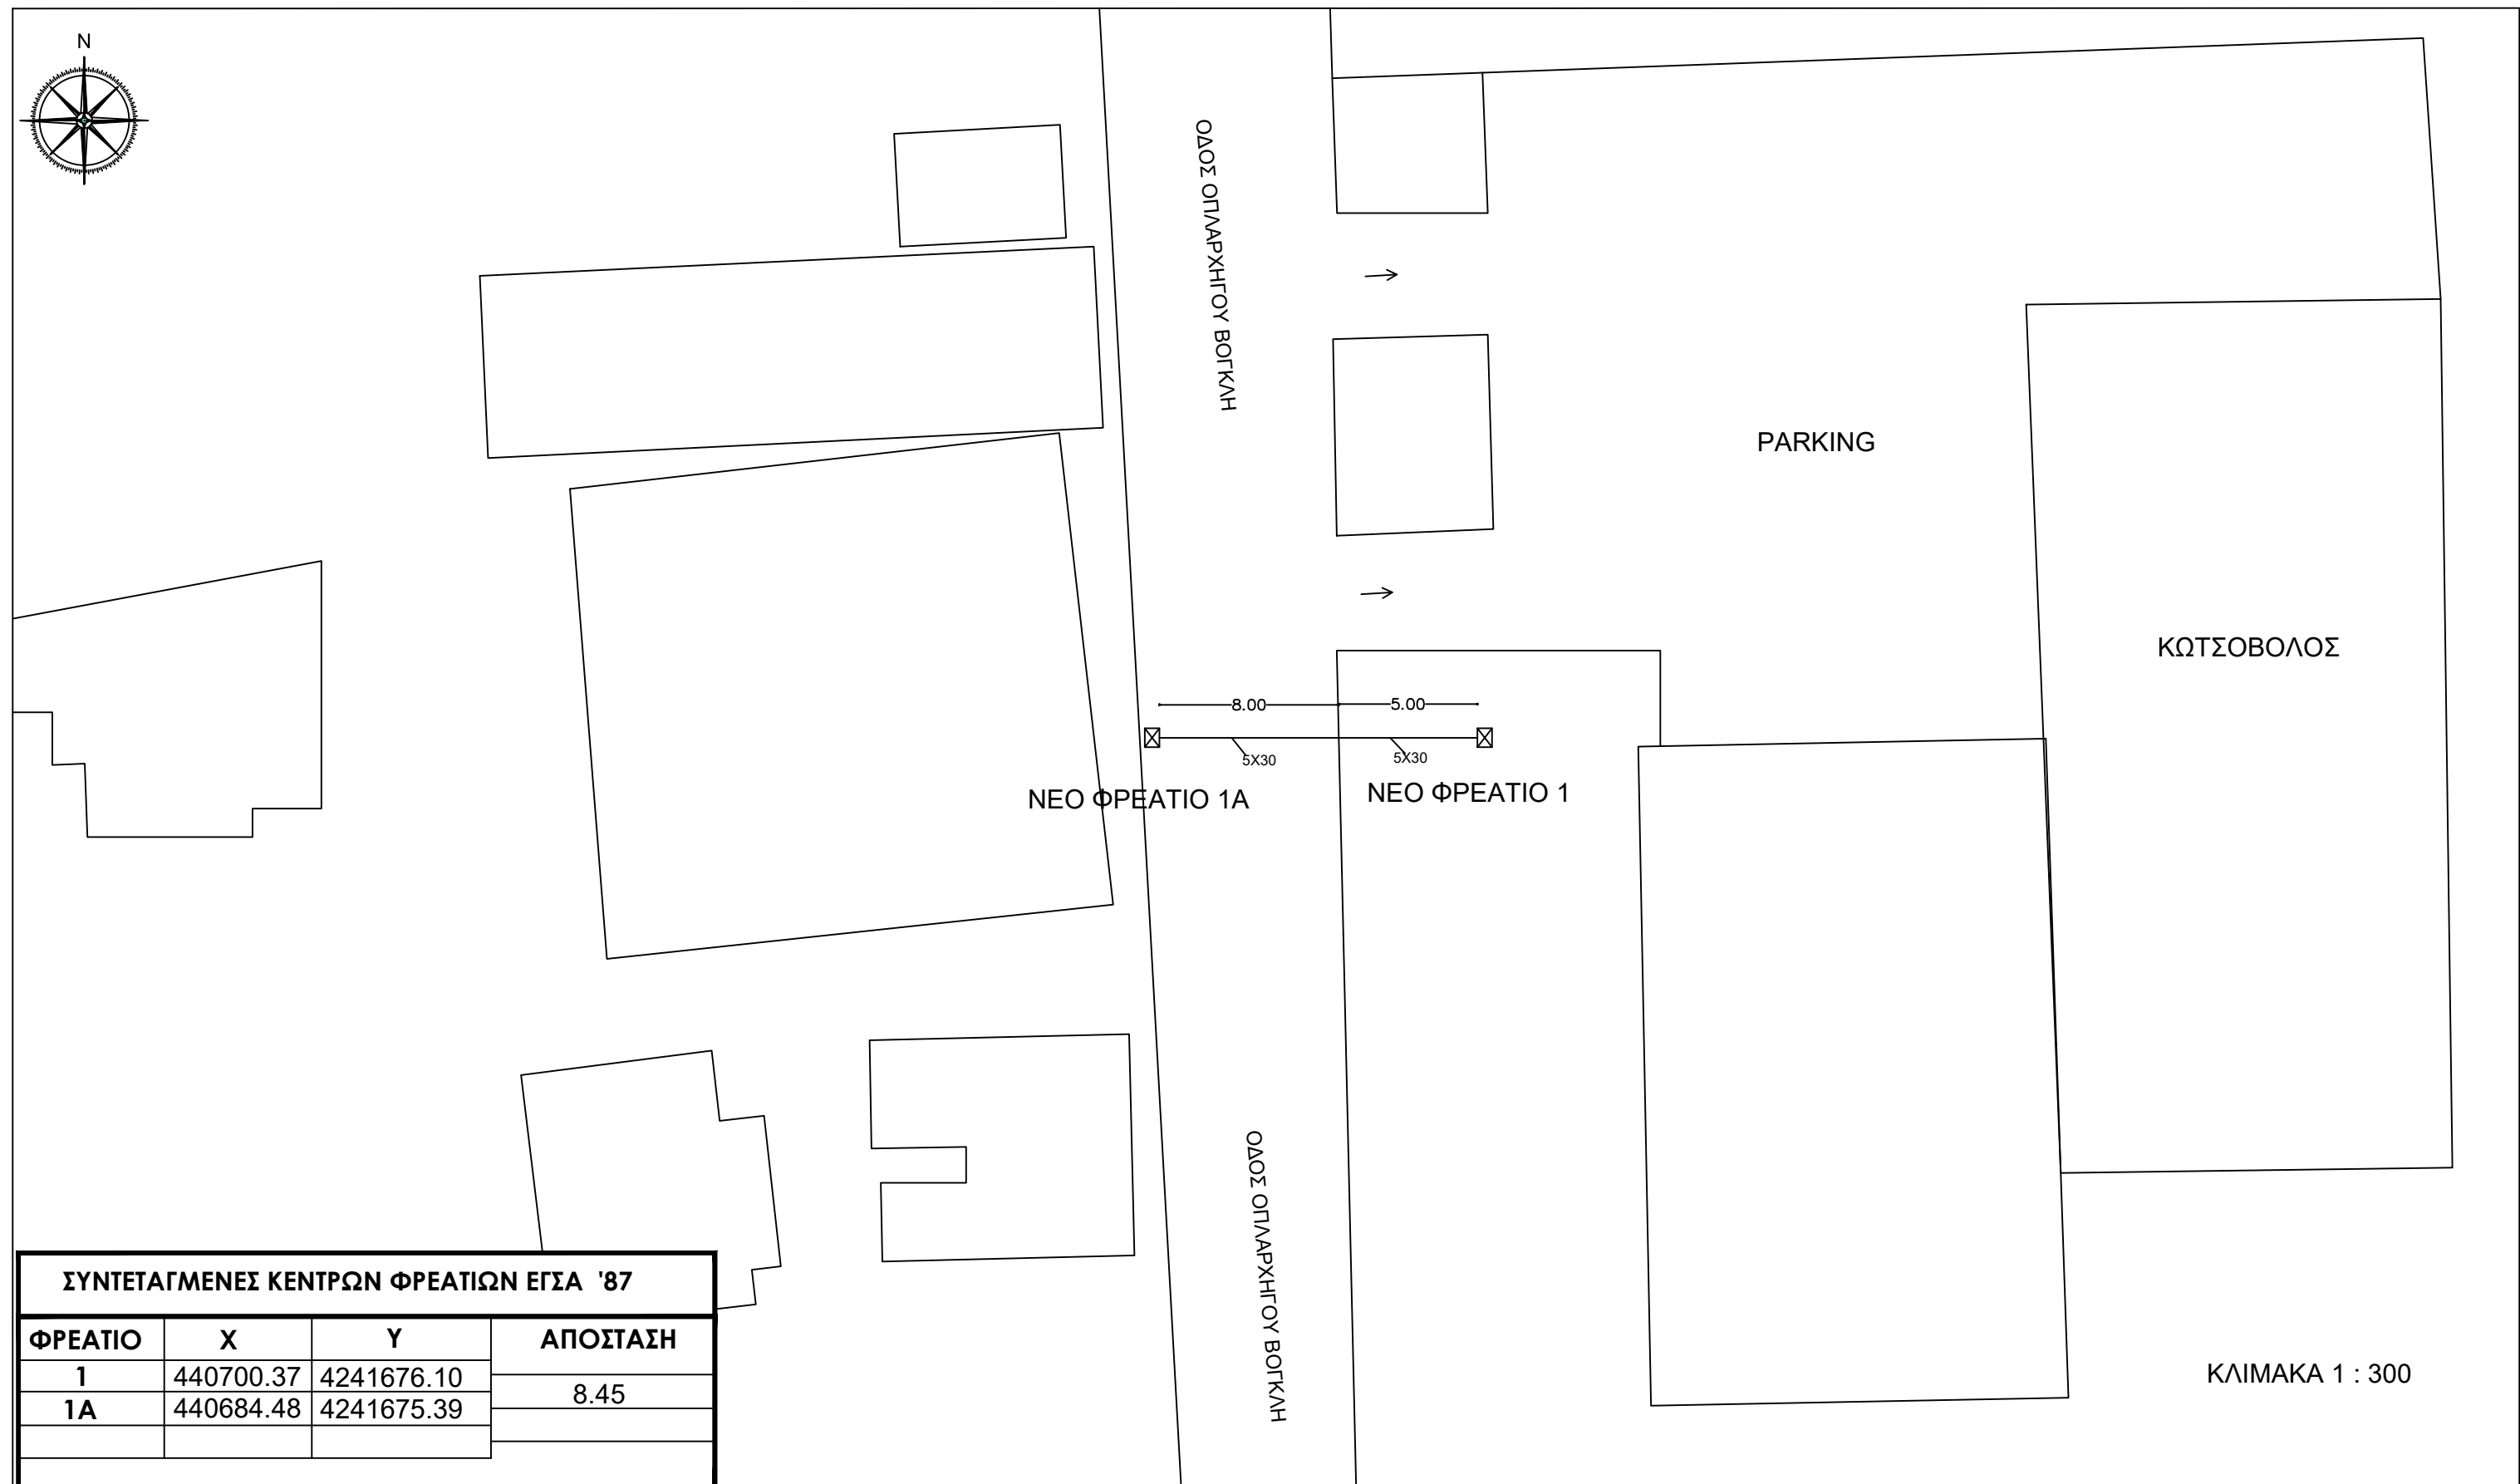 N
ΟΔΟΣ ΟΠΛΑΡΧΗΓΟΥ ΒΟΓΚΛΗ
PARKING
ΚΩΤΣΟΒΟΛΟΣ
8.00
5.00
5X30
5X30
ΝΕΟ ΦΡΕΑΤΙΟ 1Α
ΝΕΟ ΦΡΕΑΤΙΟ 1
ΟΔΟΣ ΟΠΛΑΡΧΗΓΟΥ ΒΟΓΚΛΗ
ΣΥΝΤΕΤΑΓΜΕΝΕΣ ΚΕΝΤΡΩΝ ΦΡΕΑΤΙΩΝ ΕΓΣΑ '87
ΦΡΕΑΤΙΟ X Y ΑΠΟΣΤΑΣΗ
1 440700.37 4241676.10
8.45
1Α 440684.48 4241675.39
ΚΛΙΜΑΚΑ 1 : 300